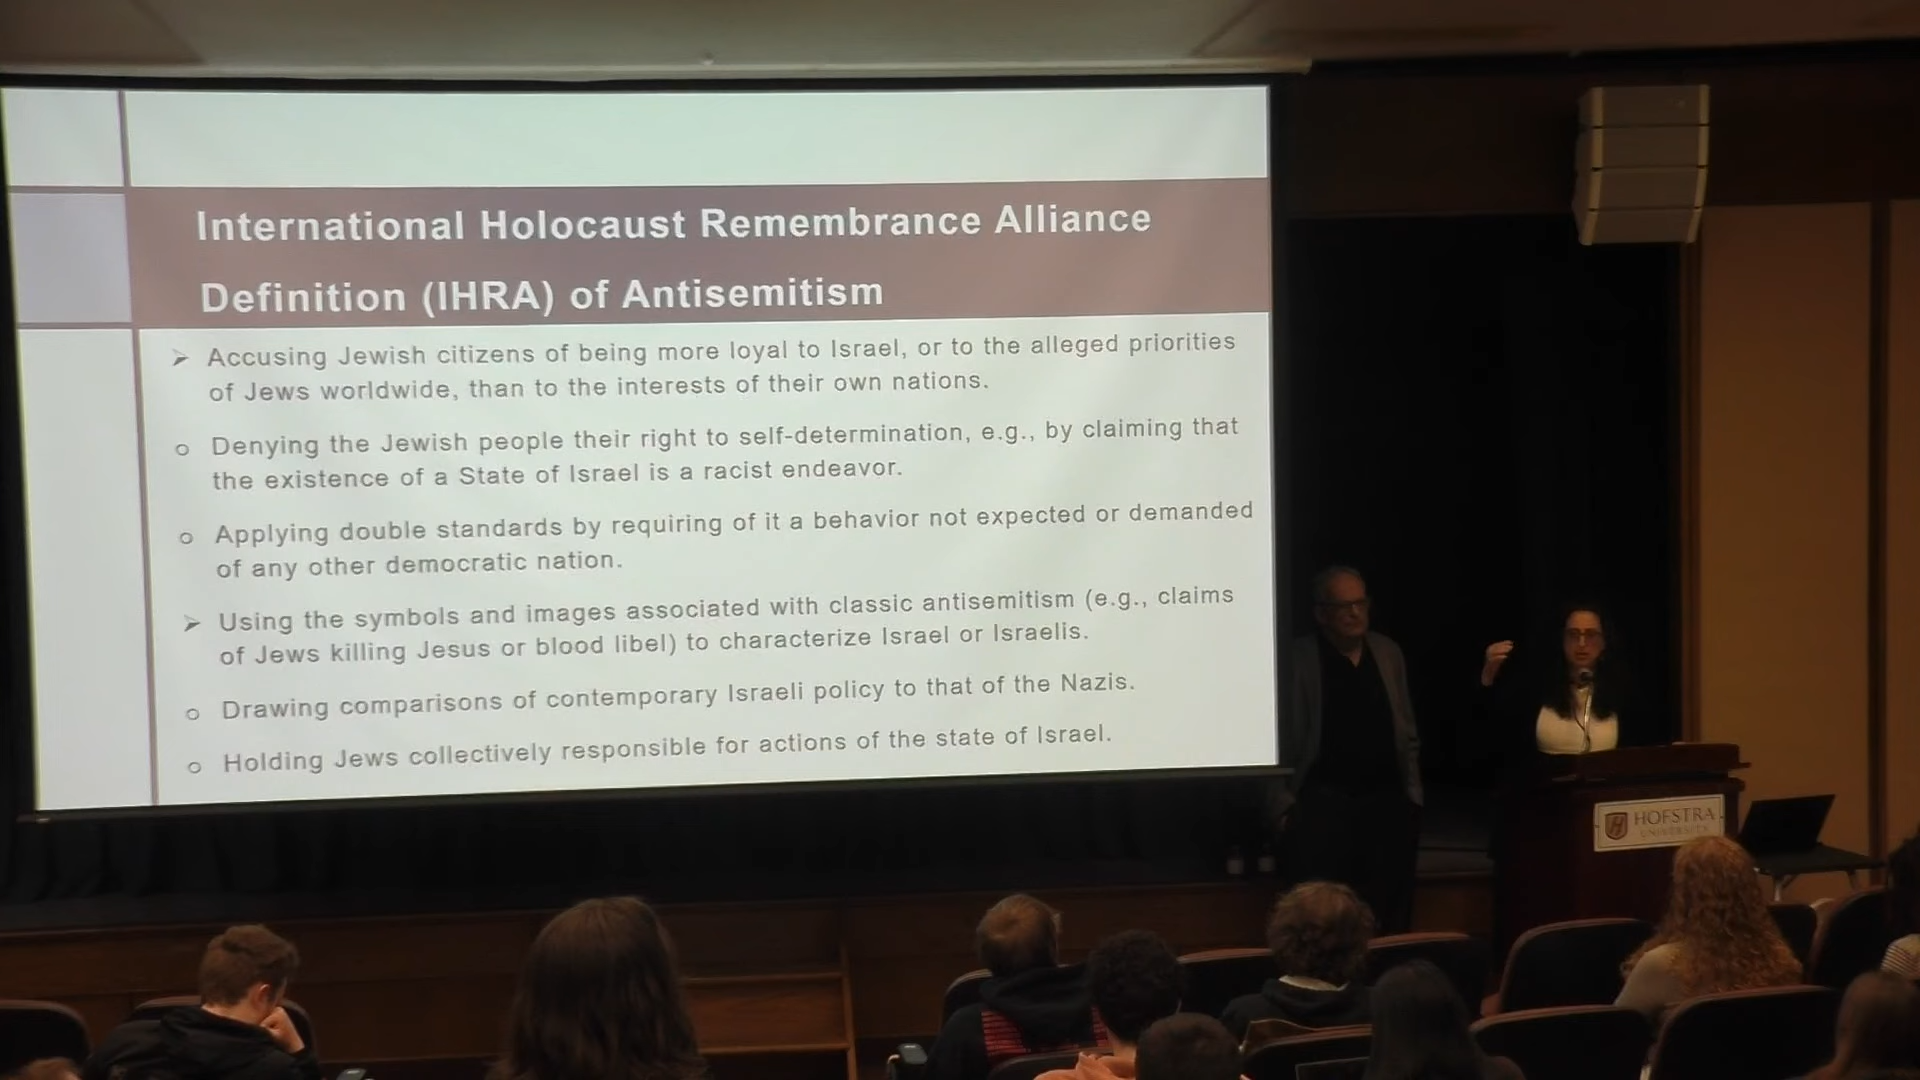 International Holocaust Remembrance Alliance
Definition (IHRA) of Antisemitism
➢ Accusing Jewish citizens of being more loyal to Israel, or to the alleged priorities
of Jews worldwide, than to the interests of their own nations.
o Denying the Jewish people their right to self-determination, e.g., by claiming that
the existence of a State of Israel is a racist endeavor.
o Applying double standards by requiring of it a behavior not expected or demanded
of any other democratic nation.
➢ Using the symbols and images associated with classic antisemitism (e.g., claims
of Jews killing Jesus or blood libel) to characterize Israel or Israelis.
o Drawing comparisons of contemporary Israeli policy to that of the Nazis.
o Holding Jews collectively responsible for actions of the state of Israel.
HOFSTRA
UNIVERSITY